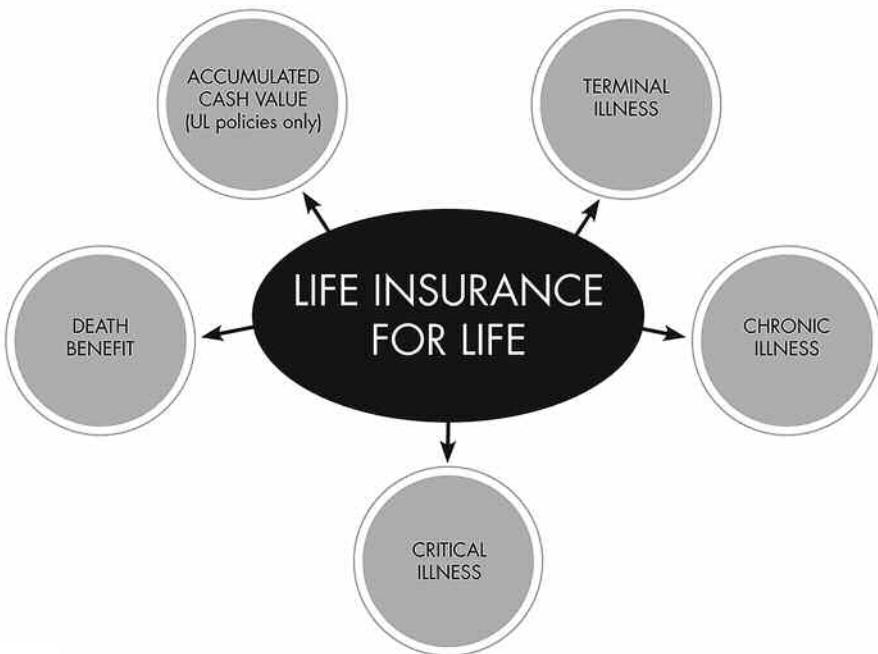 ACCUMULATED
CASH VALUE
(UL policies only)
TERMINAL
ILLNESS
LIFE INSURANCE
FOR LIFE
DEATH
BENEFIT
CHRONIC
ILLNESS
CRITICAL
ILLNESS